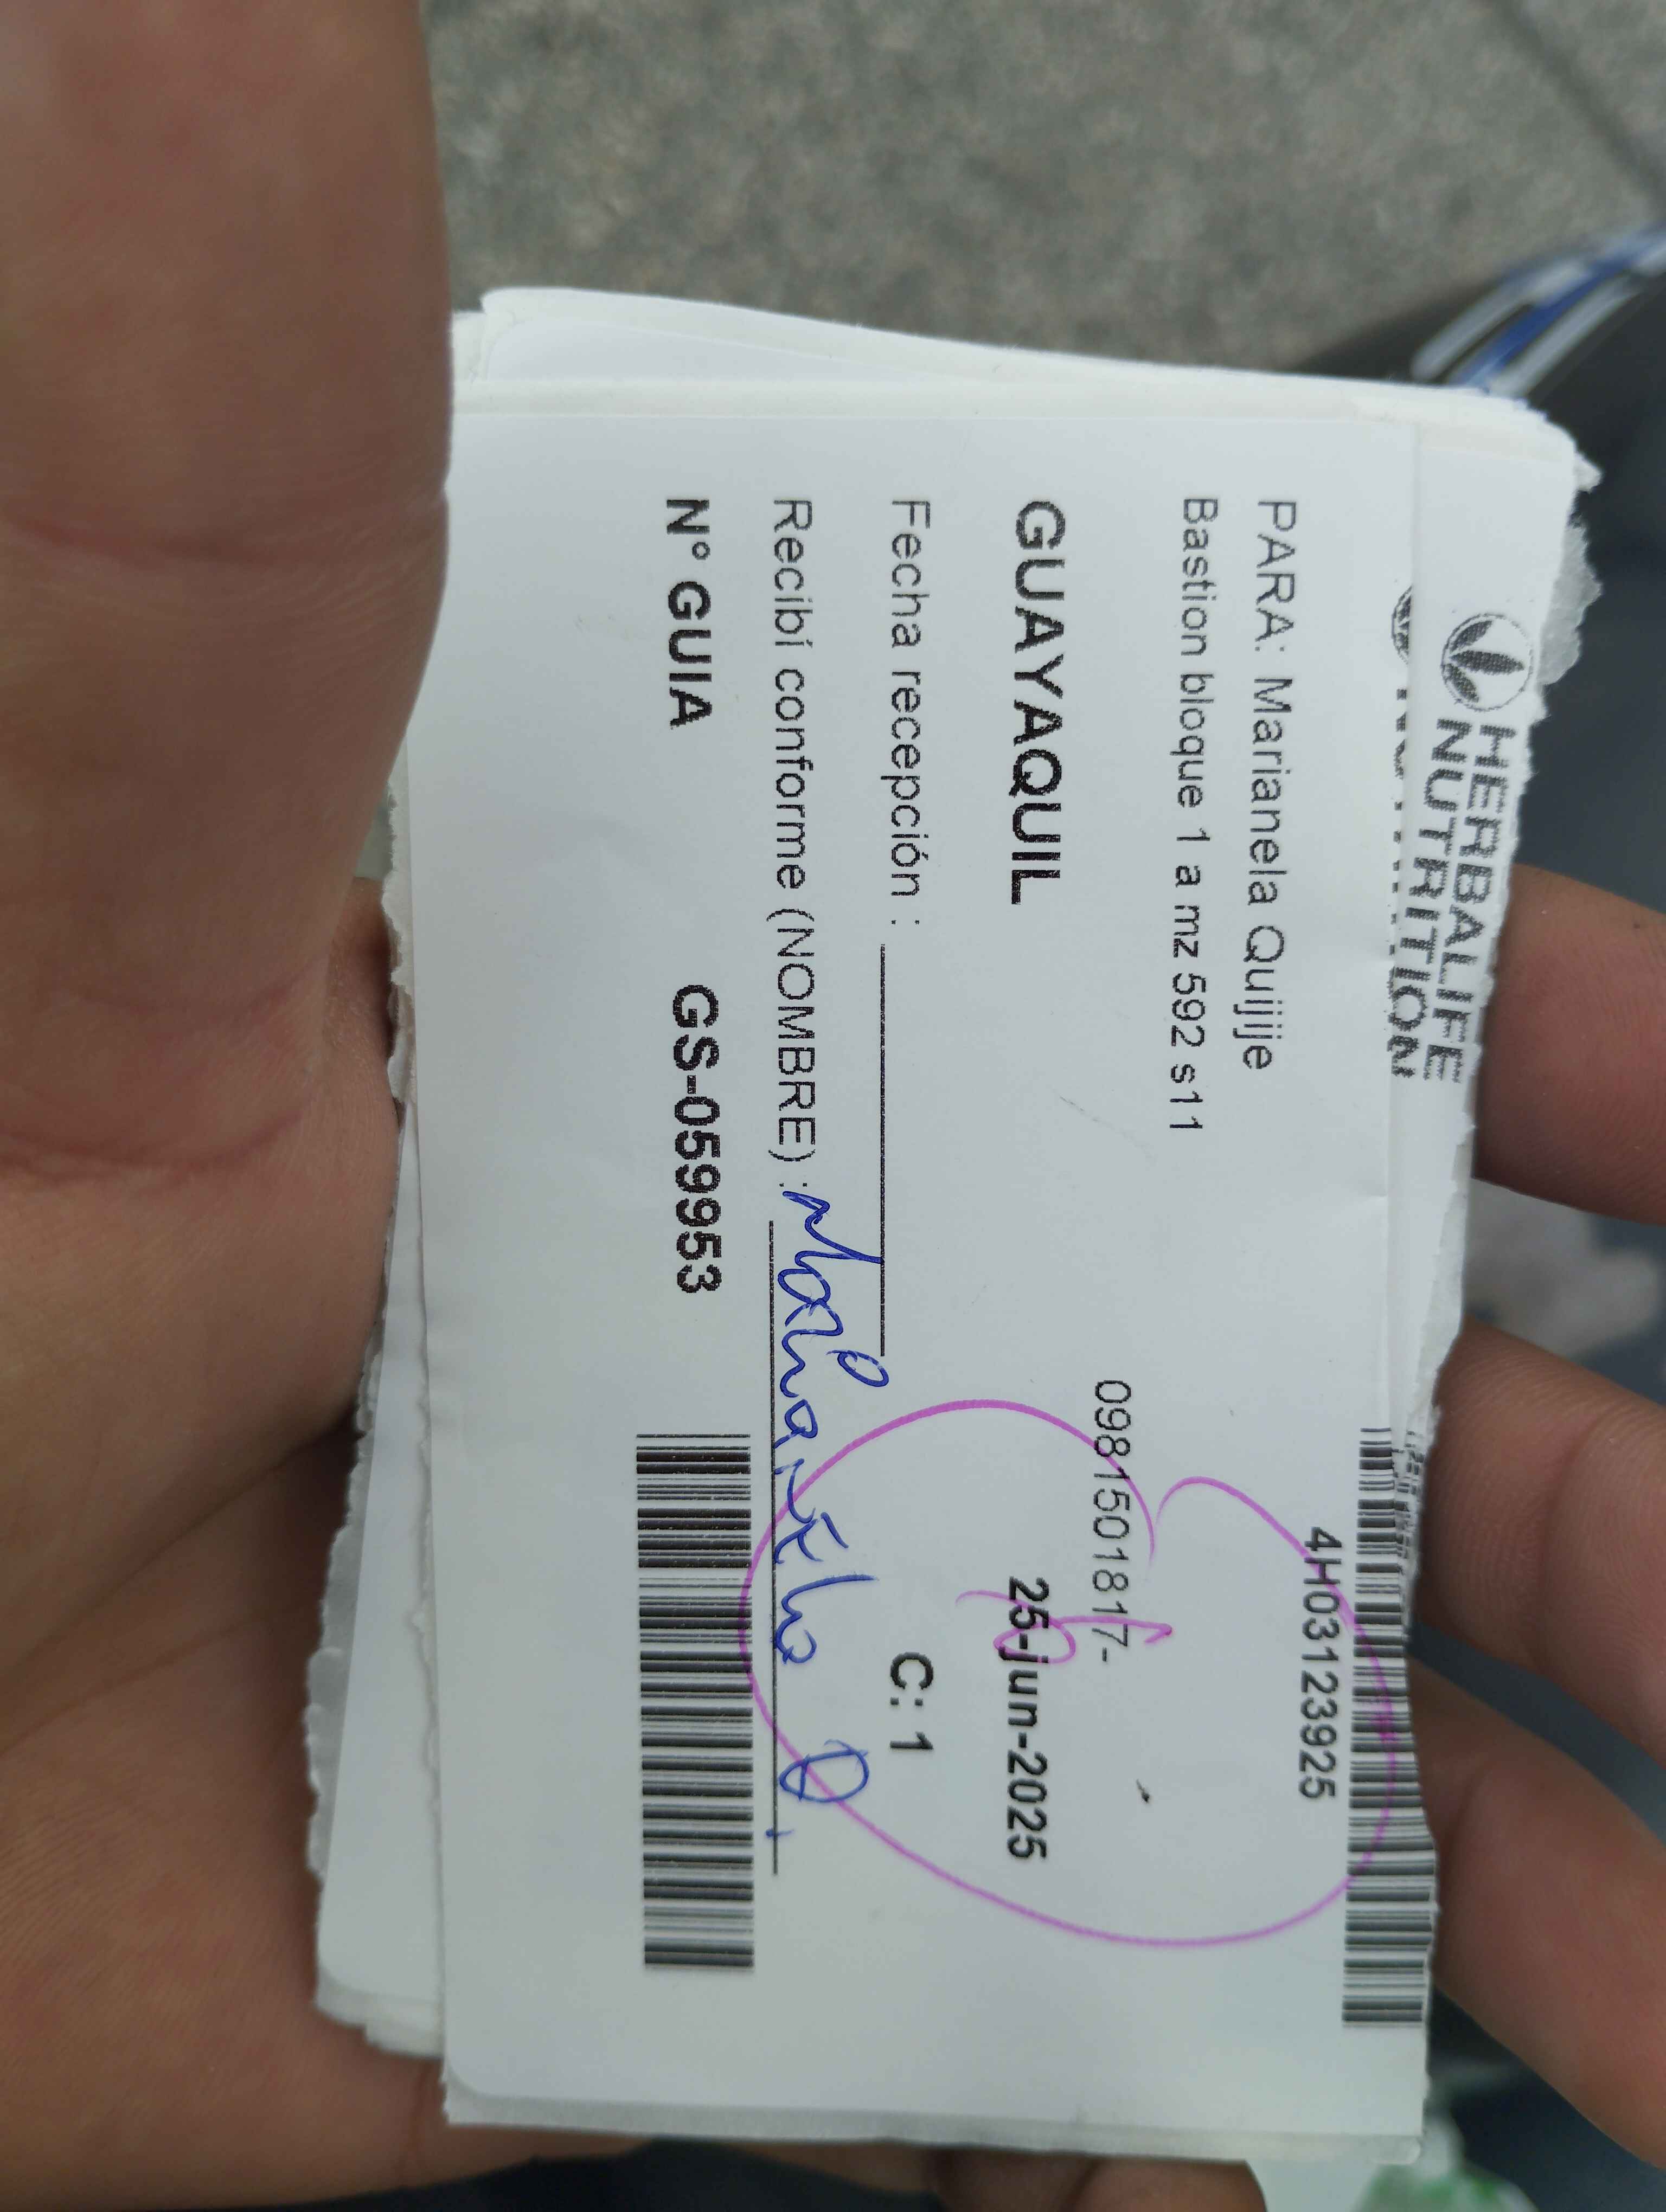 HERBALIFE
NUTRITION
4H03123925
PARA: Marianela Quijije
Bastion bloque 1 a mz 592 s11
0981501817-
GUAYAQUIL
25-jun-2025
Fecha recepción :
C: 1
Recibí conforme (NOMBRE) :
N° GUIA GS-059953